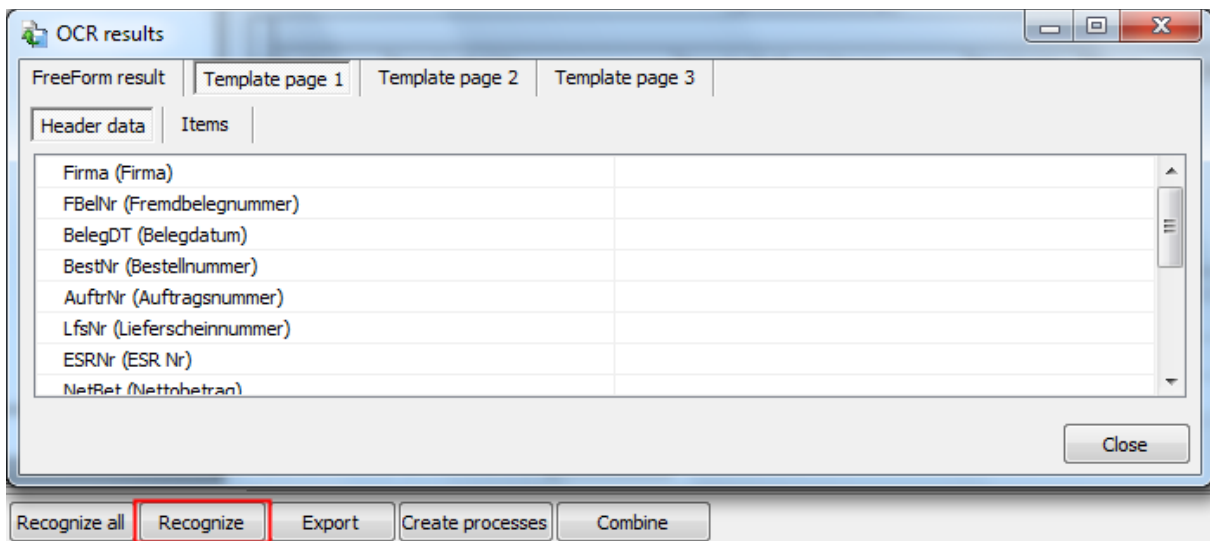 OCR results
FreeForm result Template page 1 Template page 2 Template page 3
Header data Items
Firma (Firma)
FBelNr (Fremdbelegnummer)
BelegDT (Belegdatum)
BestNr (Bestellnummer)
AuftrNr (Auftragsnummer)
LfsNr (Lieferscheinnummer)
ESRNr (ESR Nr)
NetBet (Nettobetrag)
Close
Recognize all Recognize Export Create processes Combine